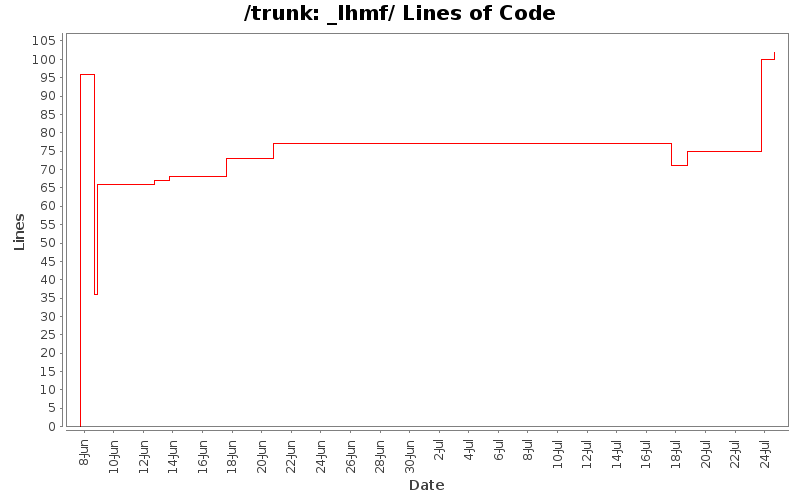 /trunk: _lhmf/ Lines of Code
105
100
95
90
85
80
75
70
65
60
55
50
45
40
35
30
25
20
15
10
5
0
Lines
8-Jun
10-Jun
12-Jun
14-Jun
16-Jun
18-Jun
20-Jun
22-Jun
24-Jun
26-Jun
28-Jun
30-Jun
2-Jul
4-Jul
6-Jul
8-Jul
10-Jul
12-Jul
14-Jul
16-Jul
18-Jul
20-Jul
22-Jul
24-Jul
Date